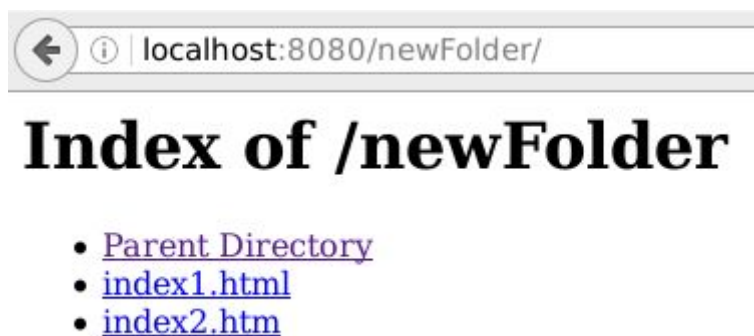 localhost:8080/newFolder/
Index of /newFolder
Parent Directory
index1.html
index2.htm